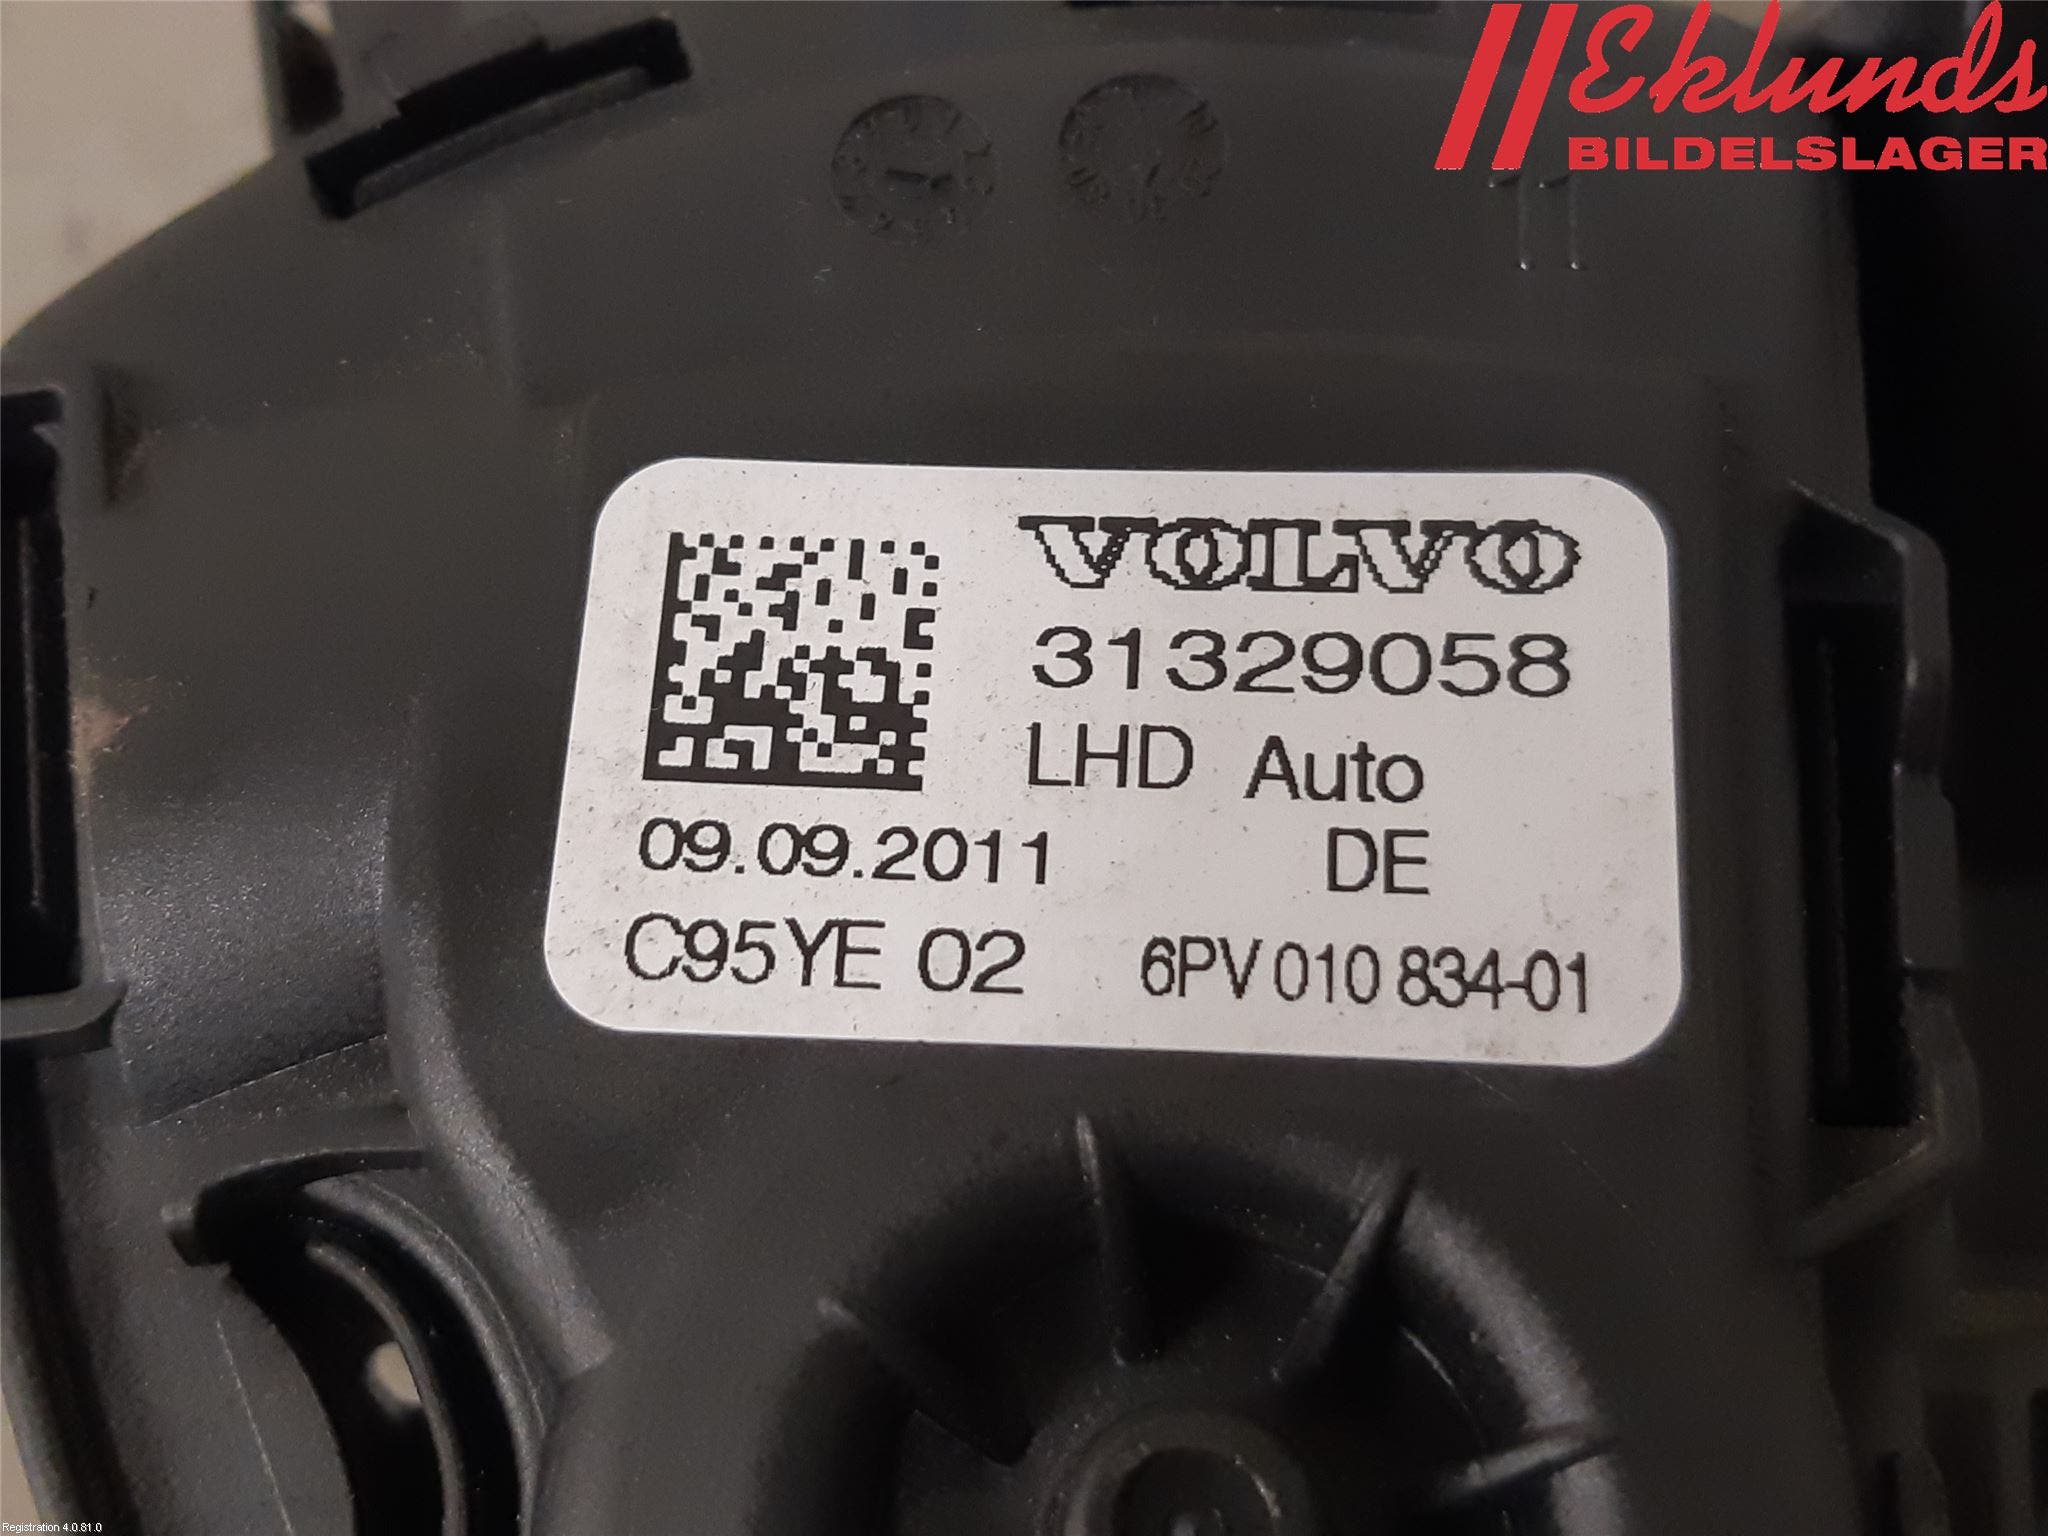 Eklunds
BILDELSLAGER
11
VOLVO
31329058
LHD Auto
09.09.2011 DE
C95YE 02 6PV 010 834-01
Registration 4.0.81.0